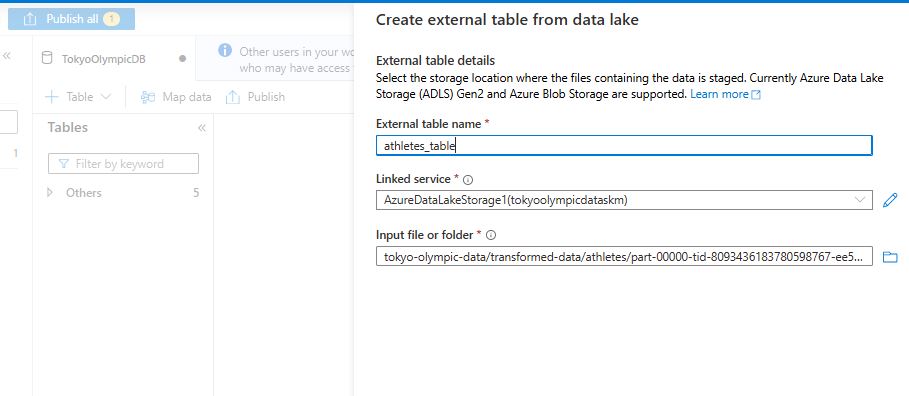 Publish all 1
«
TokyoOlympicDB
Other users in your wo
who may have access
+ Table
Map data
Publish
Tables «
Filter by keyword
Others 5
1
Create external table from data lake
External table details
Select the storage location where the files containing the data is staged. Currently Azure Data Lake
Storage (ADLS) Gen2 and Azure Blob Storage are supported. Learn more
External table name *
athletes_table
Linked service *
AzureDataLakeStorage1(tokyoolympicdataskm)
Input file or folder *
tokyo-olympic-data/transformed-data/athletes/part-00000-tid-8093436183780598767-ee5...